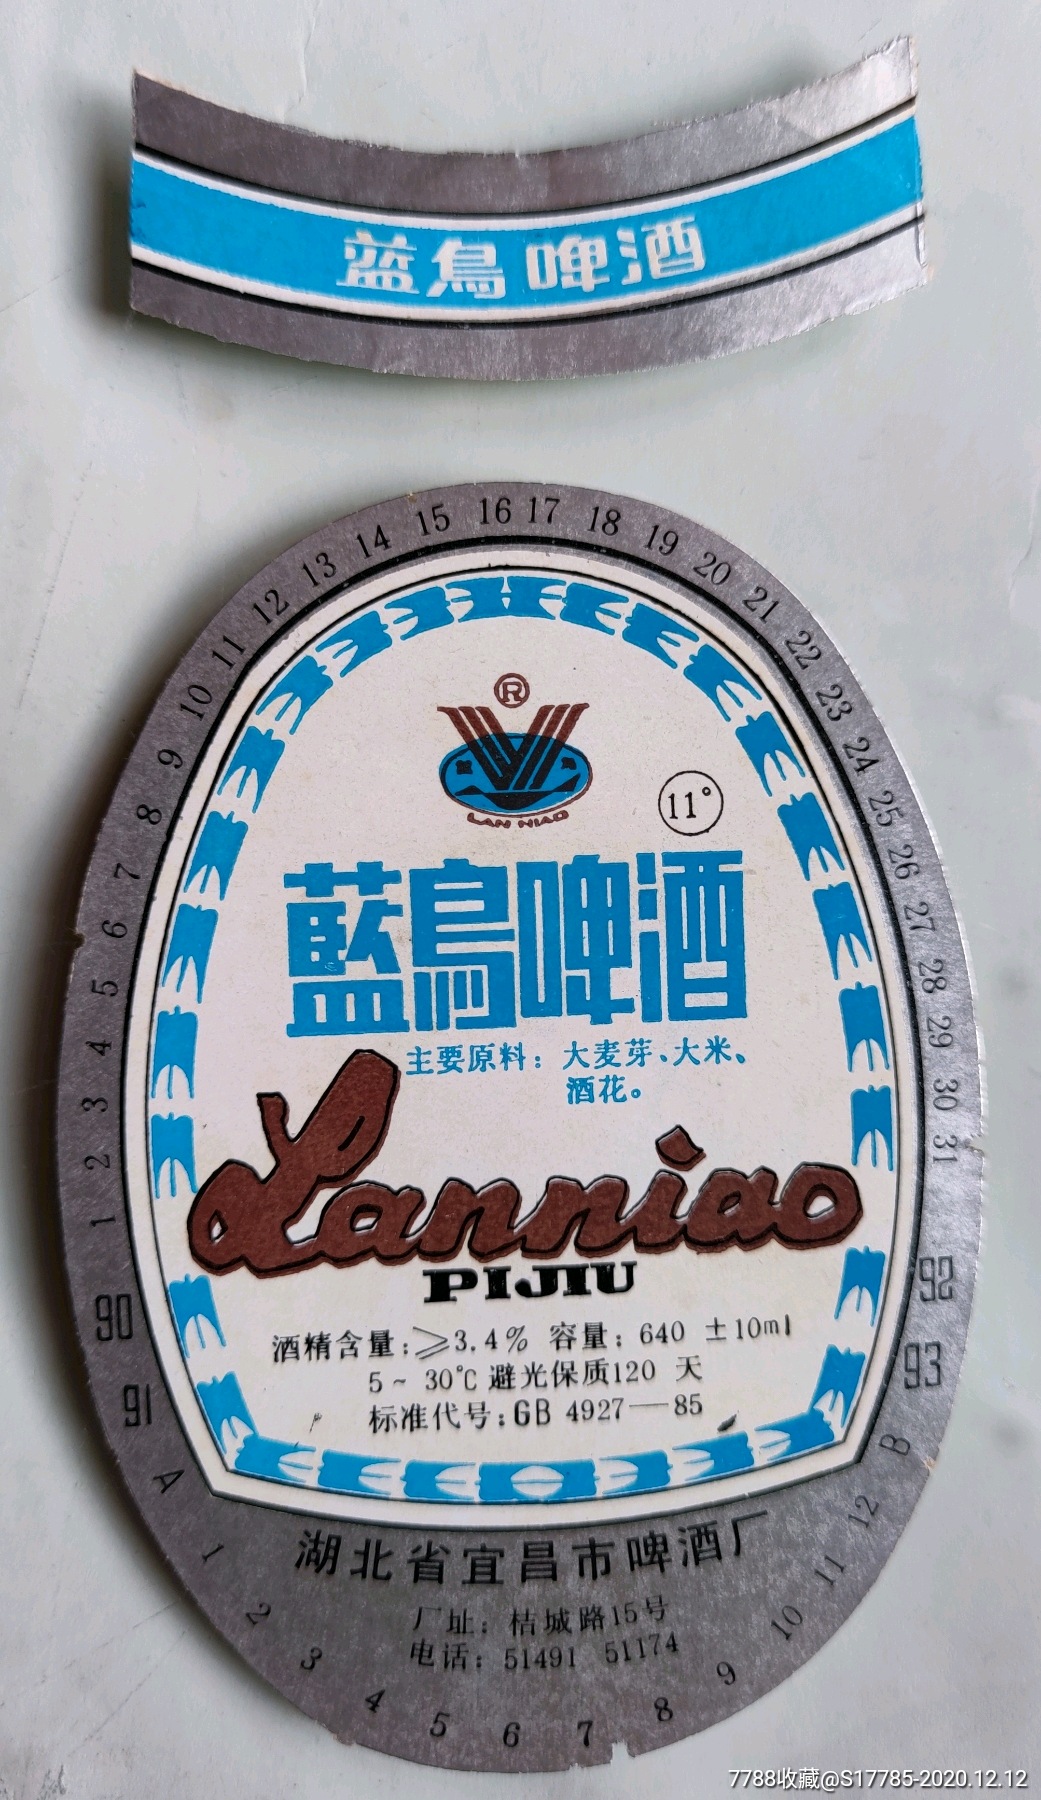 蓝鳥啤酒
16 17 18 19 20 21 22 23 24 25 26 27 28 29 30 31
15 14 13 12 11 10 9 8 7 6 5 4 3 2 1
®
LAN NIAO
11°
藍鳥啤酒
主要原料：大麦芽、大米、
酒花。
Lanniao
PIJIU
酒精含量：≥3.4% 容量：640 ±10ml
5~30℃避光保质120 天
标准代号：GB 4927—85
90 91
92 93
A
B
湖北省宜昌市啤酒厂
厂址：桔城路15号
电话：51491 51174
1 2 3 4 5 6 7 8 9 10 11 12
7788收藏@S17785-2020.12.12